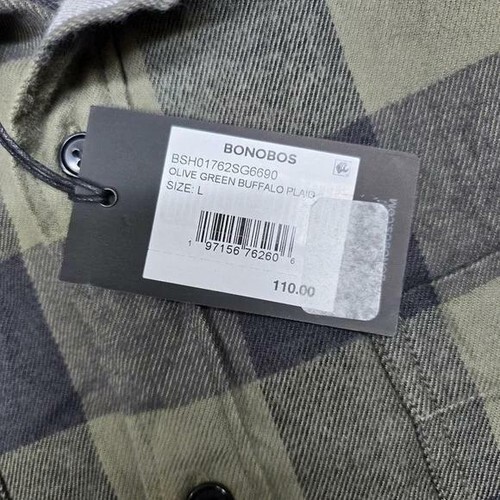 BONOBOS
BSH01762SG6690
OLIVE GREEN BUFFALO PLAID
SIZE: L
1 97156 76260 6
110.00